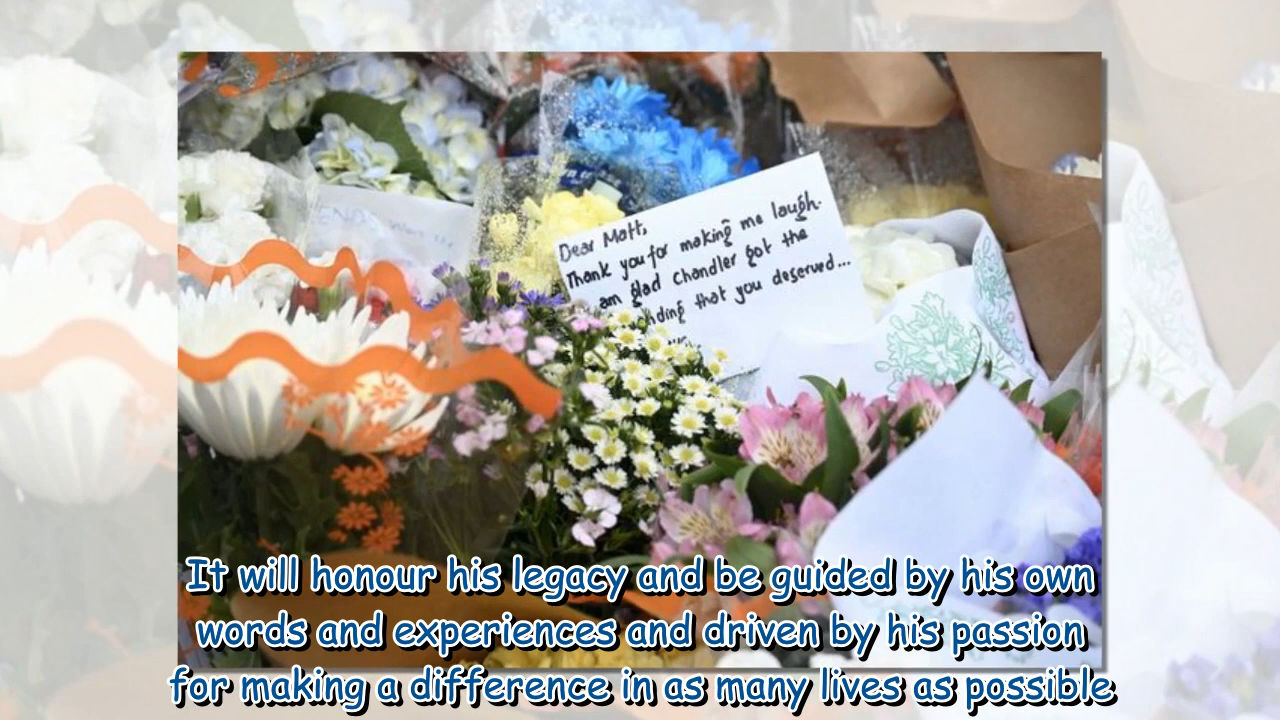 Dear Matt,
Thank you for making me laugh.
am glad Chandler got the
nding that you deserved...
It will honour his legacy and be guided by his own
words and experiences and driven by his passion
for making a difference in as many lives as possible